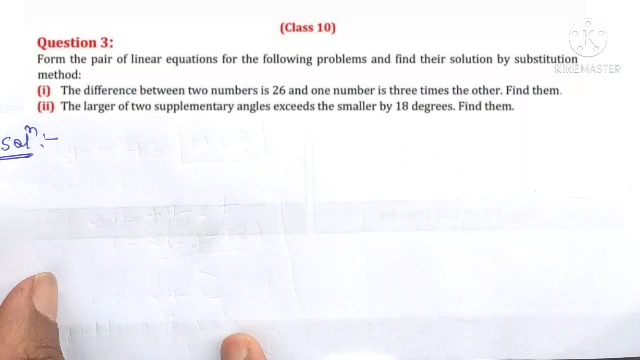 (Class 10)
Question 3:
Form the pair of linear equations for the following problems and find their solution by substitution
method:
(i) The difference between two numbers is 26 and one number is three times the other. Find them.
(ii) The larger of two supplementary angles exceeds the smaller by 18 degrees. Find them.
K
KINEMASTER
Solⁿ:-